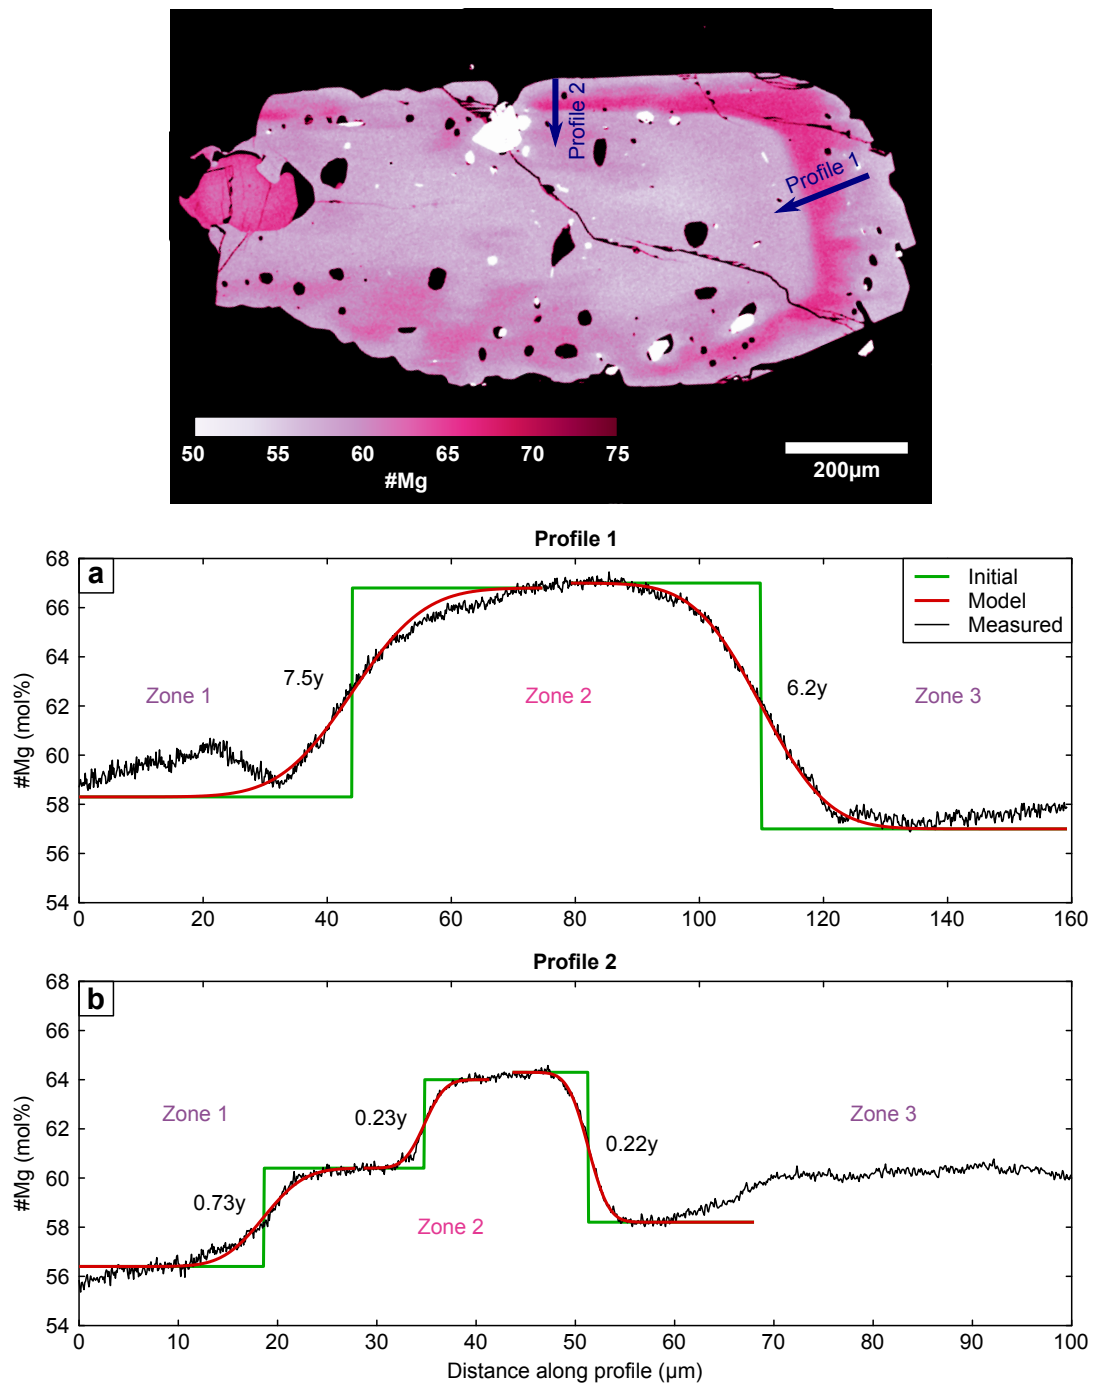 Profile 2
Profile 1
50 55 60 65 70 75
#Mg
200µm
Profile 1
a
68
66
64
62
60
58
56
54
#Mg (mol%)
Initial
Model
Measured
Zone 1
7.5y
Zone 2
6.2y
Zone 3
0 20 40 60 80 100 120 140 160
Profile 2
b
68
66
64
62
60
58
56
54
#Mg (mol%)
Zone 1
0.23y
0.73y
Zone 2
0.22y
Zone 3
0 10 20 30 40 50 60 70 80 90 100
Distance along profile (µm)